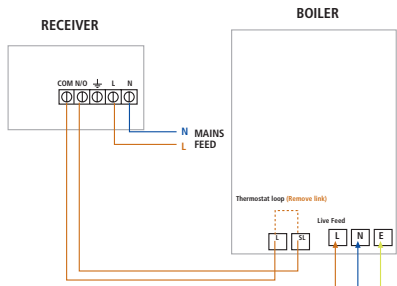 RECEIVER
BOILER
COM N/O L N
N MAINS
L FEED
Thermostat loop (Remove link)
Live Feed
L SL L N E